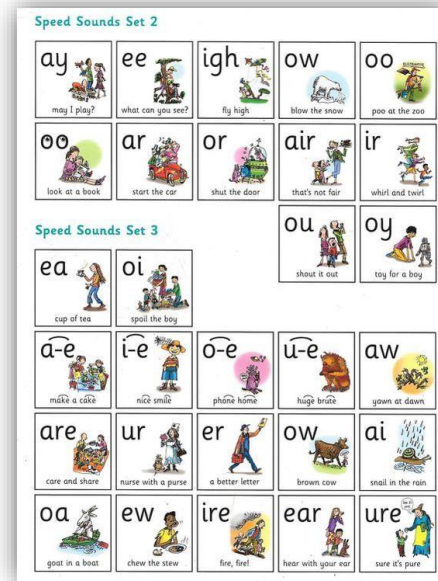 Speed Sounds Set 2
ay ee igh ow oo
may I play? what can you see? fly high blow the snow poo at the zoo
oo ar or air ir
look at a book start the car shut the door that's not fair whirl and twirl
ou oy
shout it out toy for a boy
Speed Sounds Set 3
ea oi
cup of tea spoil the boy
a-e i-e o-e u-e aw
make a cake nice smile phone home huge brute yawn at dawn
are ur er ow ai
care and share nurse with a purse a better letter brown cow snail in the rain
oa ew ire ear ure
goat in a boat chew the stew fire, fire! hear with your ear sure it's pure